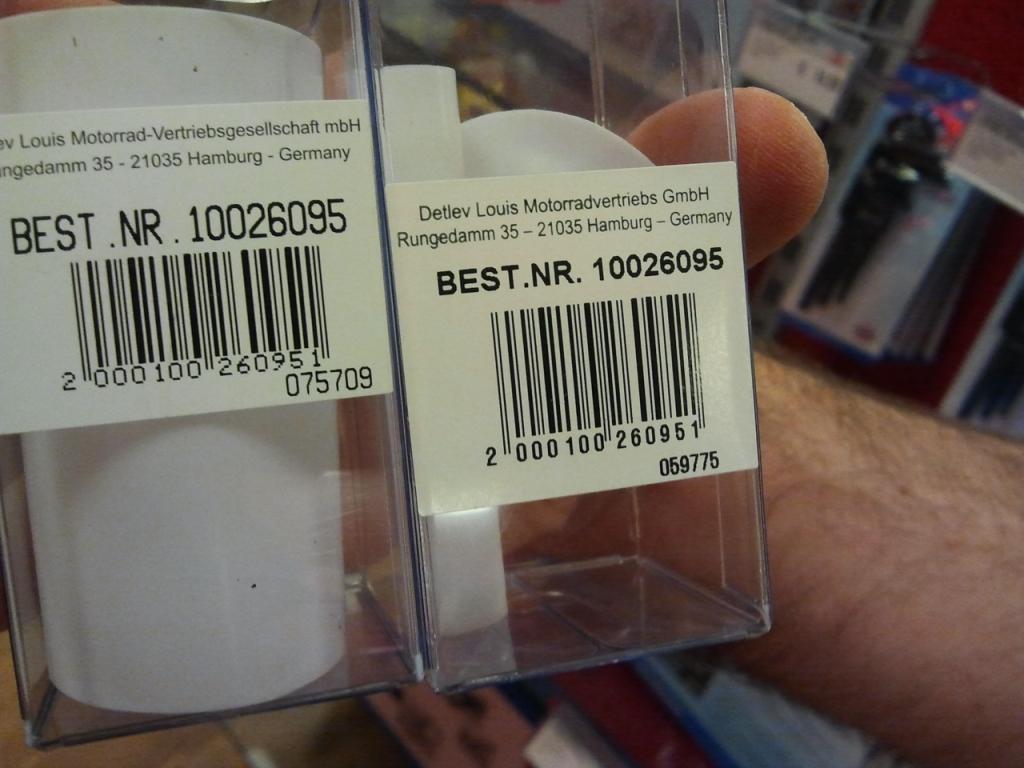 ev Louis Motorrad-Vertriebsgesellschaft mbH
ngedamm 35 - 21035 Hamburg - Germany
BEST.NR. 10026095
2 000100 260951
075709
Detlev Louis Motorradvertriebs GmbH
Rungedamm 35 – 21035 Hamburg – Germany
BEST.NR. 10026095
2 000100 260951
059775